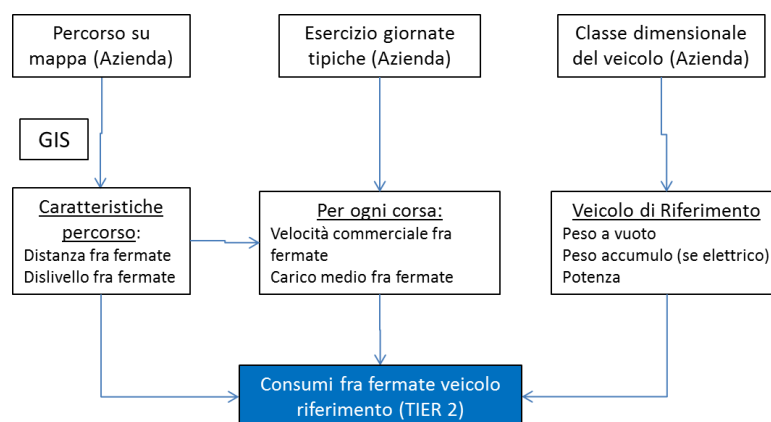 Percorso su
mappa (Azienda)
Esercizio giornate
tipiche (Azienda)
Classe dimensionale
del veicolo (Azienda)
GIS
Caratteristiche
percorso:
Distanza fra fermate
Dislivello fra fermate
Per ogni corsa:
Velocità commerciale fra
fermate
Carico medio fra fermate
Veicolo di Riferimento
Peso a vuoto
Peso accumulo (se elettrico)
Potenza
Consumi fra fermate veicolo
riferimento (TIER 2)